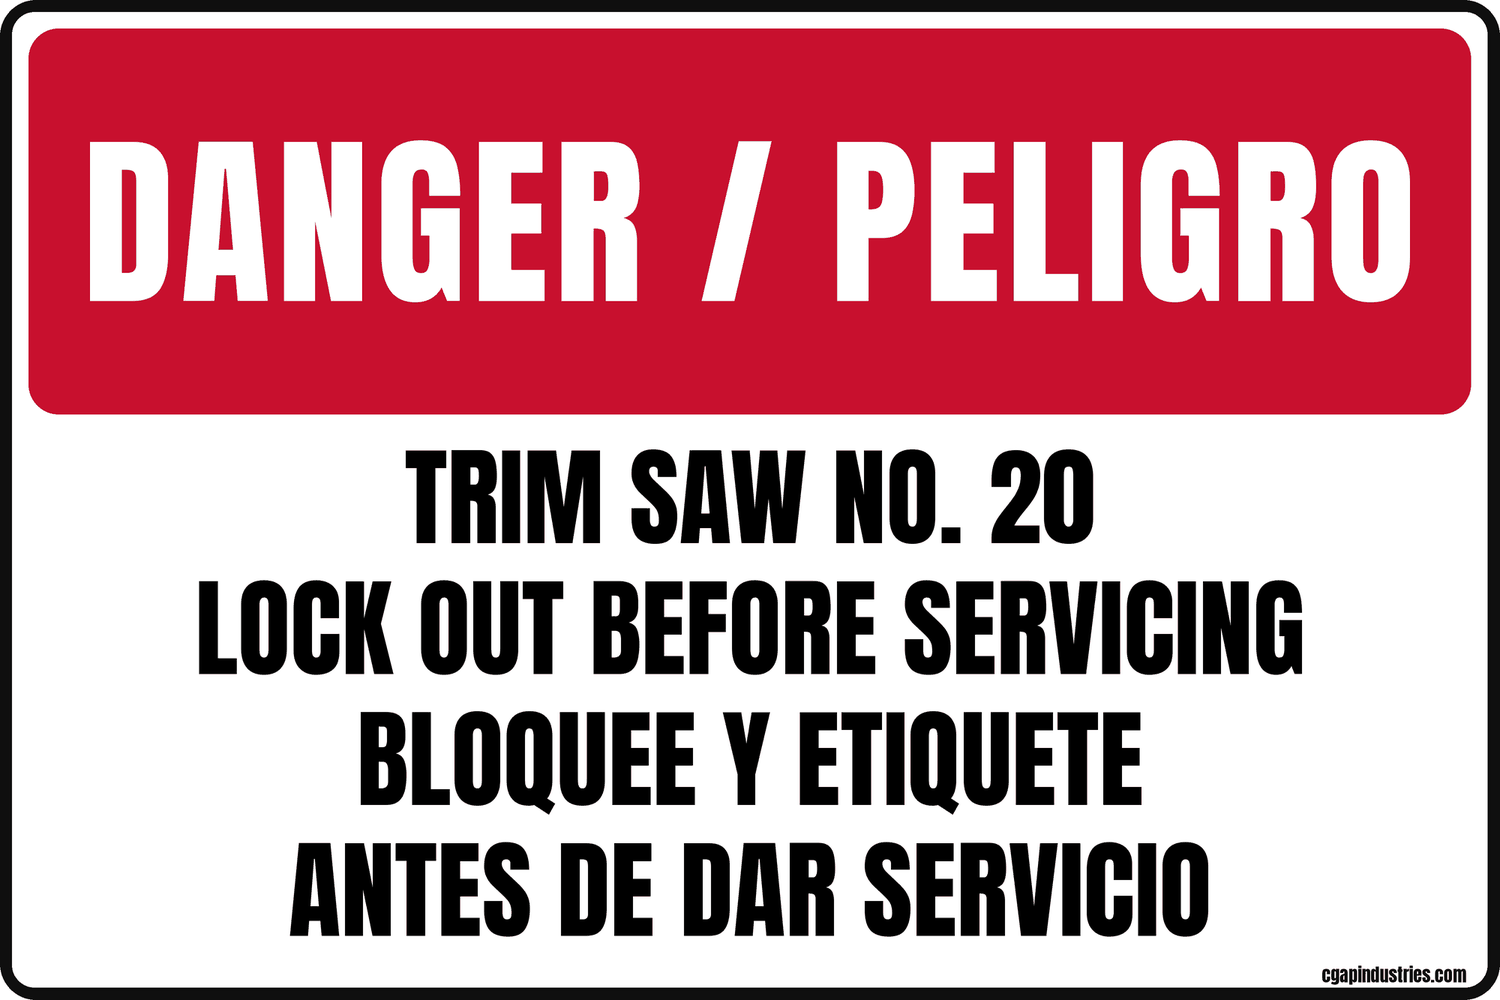 DANGER / PELIGRO
TRIM SAW NO. 20
LOCK OUT BEFORE SERVICING
BLOQUEE Y ETIQUETE
ANTES DE DAR SERVICIO
cgapindustries.com